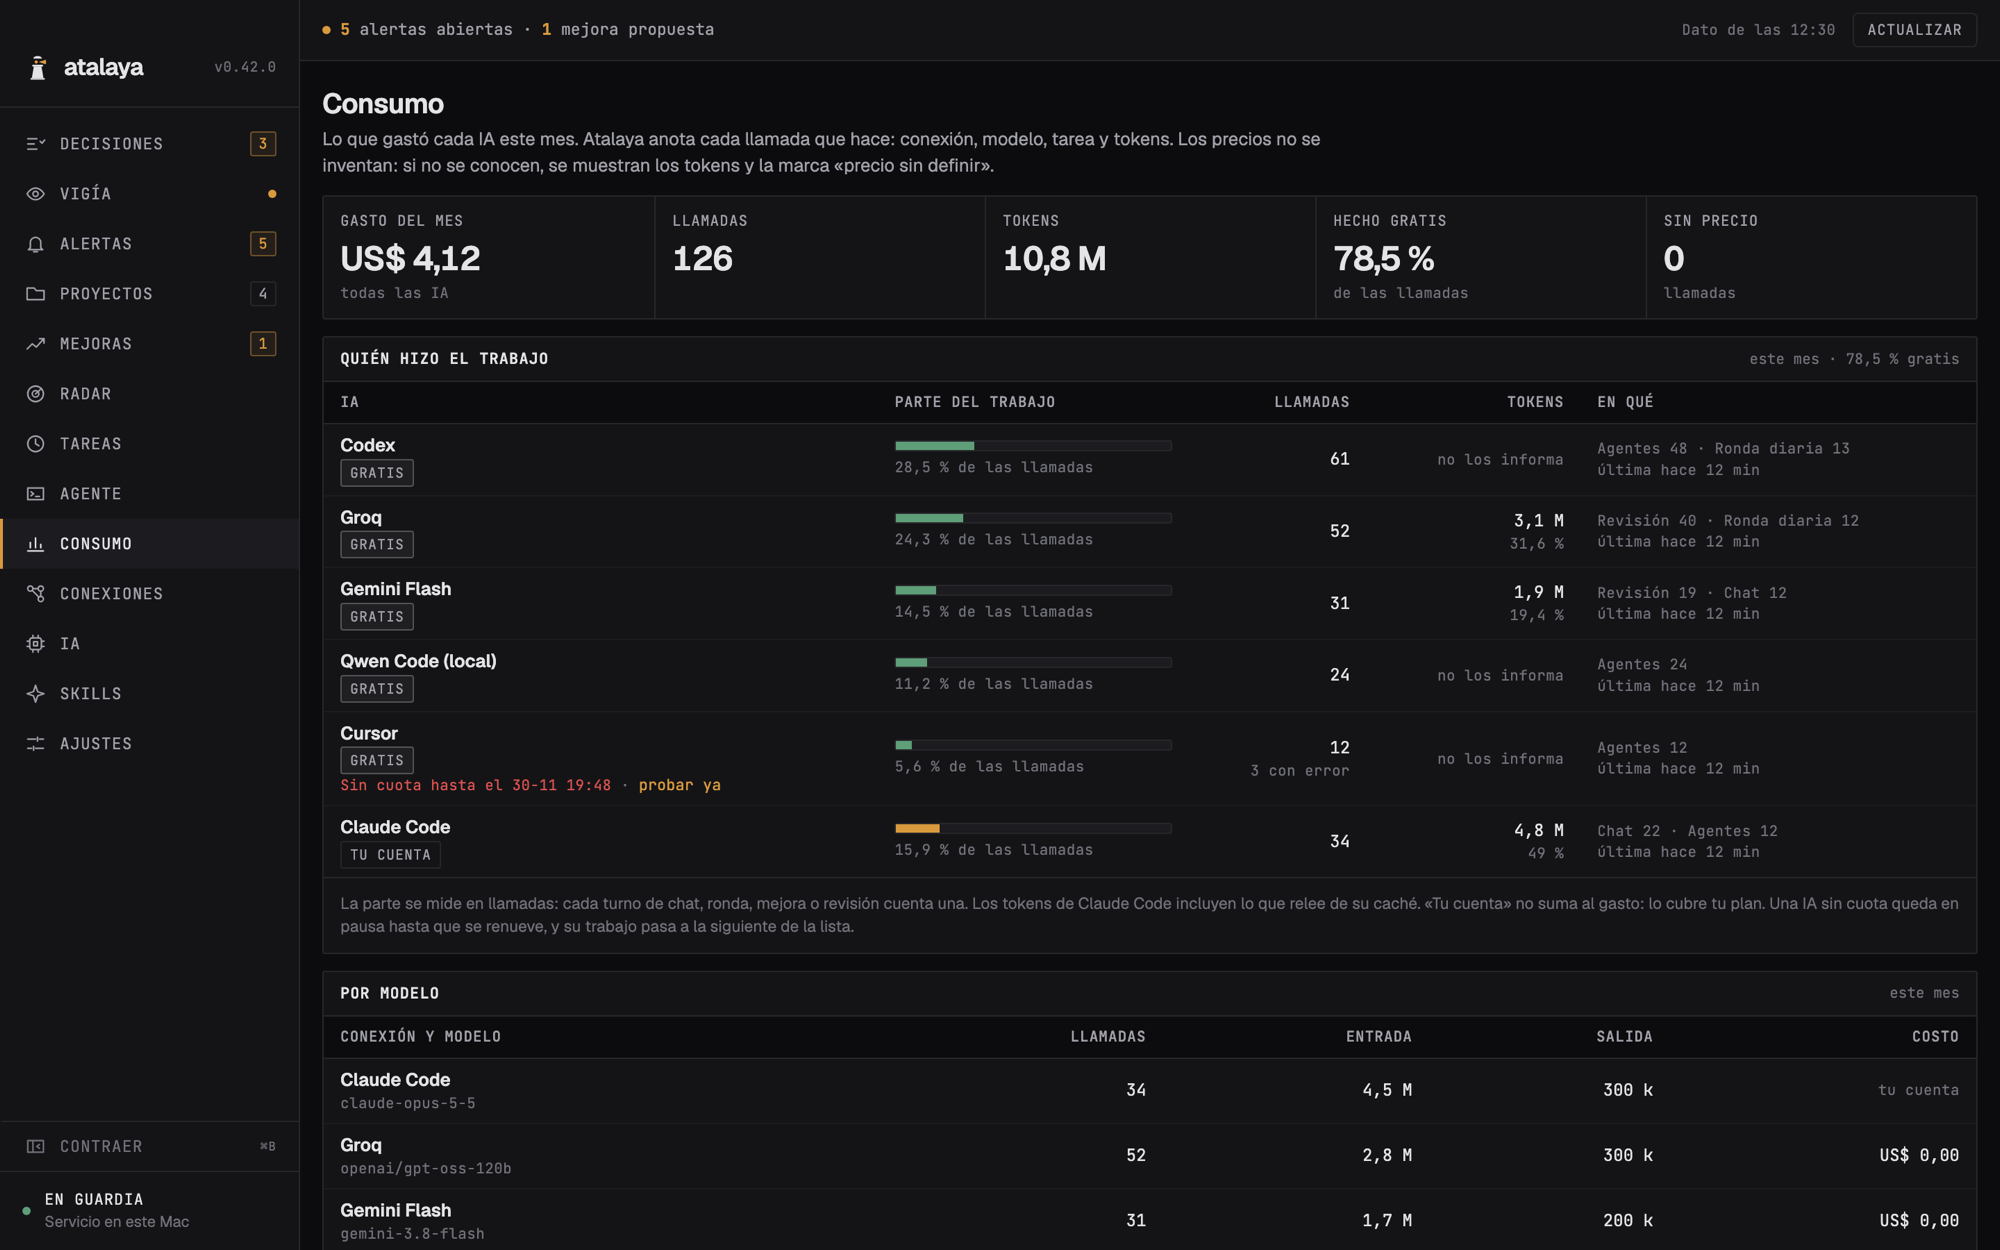 atalaya
v0.42.0
DECISIONES 3
VIGÍA
ALERTAS 5
PROYECTOS 4
MEJORAS 1
RADAR
TAREAS
AGENTE
CONSUMO
CONEXIONES
IA
SKILLS
AJUSTES
CONTRAER ⌘B
EN GUARDIA
Servicio en este Mac
5 alertas abiertas · 1 mejora propuesta
Dato de las 12:30
ACTUALIZAR
Consumo
Lo que gastó cada IA este mes. Atalaya anota cada llamada que hace: conexión, modelo, tarea y tokens. Los precios no se
inventan: si no se conocen, se muestran los tokens y la marca «precio sin definir».
GASTO DEL MES
US$ 4,12
todas las IA
LLAMADAS
126
TOKENS
10,8 M
HECHO GRATIS
78,5 %
de las llamadas
SIN PRECIO
0
llamadas
QUIÉN HIZO EL TRABAJO
este mes · 78,5 % gratis
IA PARTE DEL TRABAJO LLAMADAS TOKENS EN QUÉ
Codex
GRATIS
28,5 % de las llamadas
61
no los informa
Agentes 48 · Ronda diaria 13
última hace 12 min
Groq
GRATIS
24,3 % de las llamadas
52
3,1 M
31,6 %
Revisión 40 · Ronda diaria 12
última hace 12 min
Gemini Flash
GRATIS
14,5 % de las llamadas
31
1,9 M
19,4 %
Revisión 19 · Chat 12
última hace 12 min
Qwen Code (local)
GRATIS
11,2 % de las llamadas
24
no los informa
Agentes 24
última hace 12 min
Cursor
GRATIS
Sin cuota hasta el 30-11 19:48 · probar ya
5,6 % de las llamadas
12
3 con error
no los informa
Agentes 12
última hace 12 min
Claude Code
TU CUENTA
15,9 % de las llamadas
34
4,8 M
49 %
Chat 22 · Agentes 12
última hace 12 min
La parte se mide en llamadas: cada turno de chat, ronda, mejora o revisión cuenta una. Los tokens de Claude Code incluyen lo que relee de su caché. «Tu cuenta» no suma al gasto: lo cubre tu plan. Una IA sin cuota queda en
pausa hasta que se renueve, y su trabajo pasa a la siguiente de la lista.
POR MODELO
este mes
CONEXIÓN Y MODELO LLAMADAS ENTRADA SALIDA COSTO
Claude Code
claude-opus-5-5
34 4,5 M 300 k tu cuenta
Groq
openai/gpt-oss-120b
52 2,8 M 300 k US$ 0,00
Gemini Flash
gemini-3.8-flash
31 1,7 M 200 k US$ 0,00